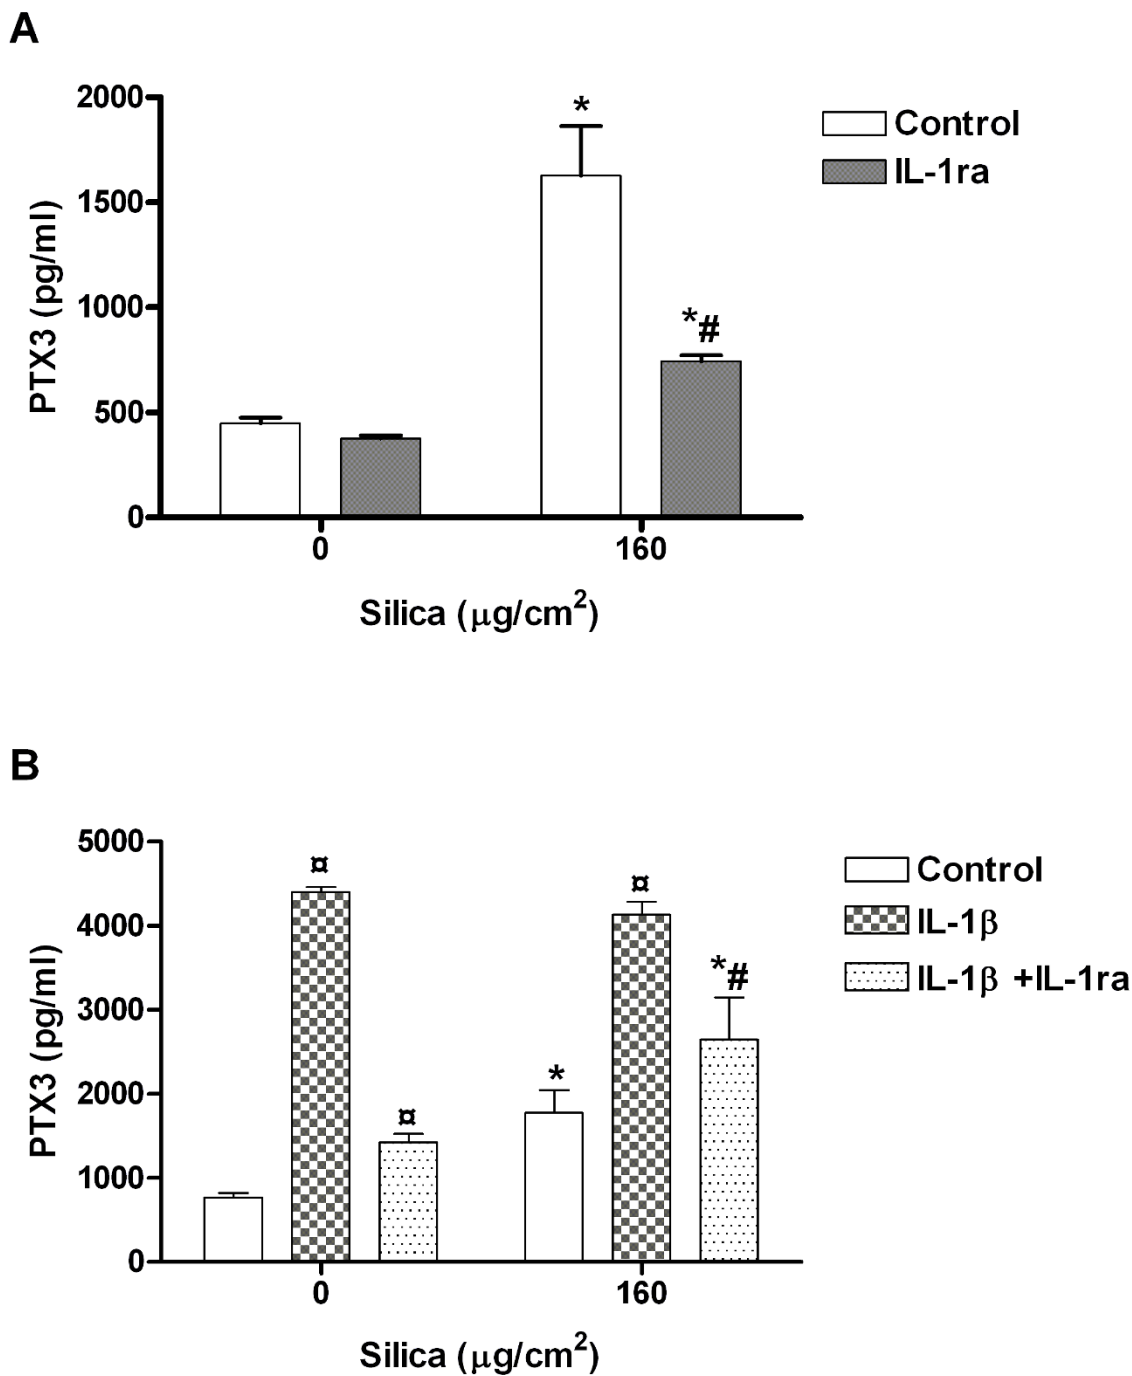 A
2000
1500
1000
500
0
PTX3 (pg/ml)
*
*#
Control
IL-1ra
0
160
Silica (μg/cm²)
B
5000
4000
3000
2000
1000
0
PTX3 (pg/ml)
¤
¤
*
¤
*#
Control
IL-1β
IL-1β +IL-1ra
0
160
Silica (μg/cm²)